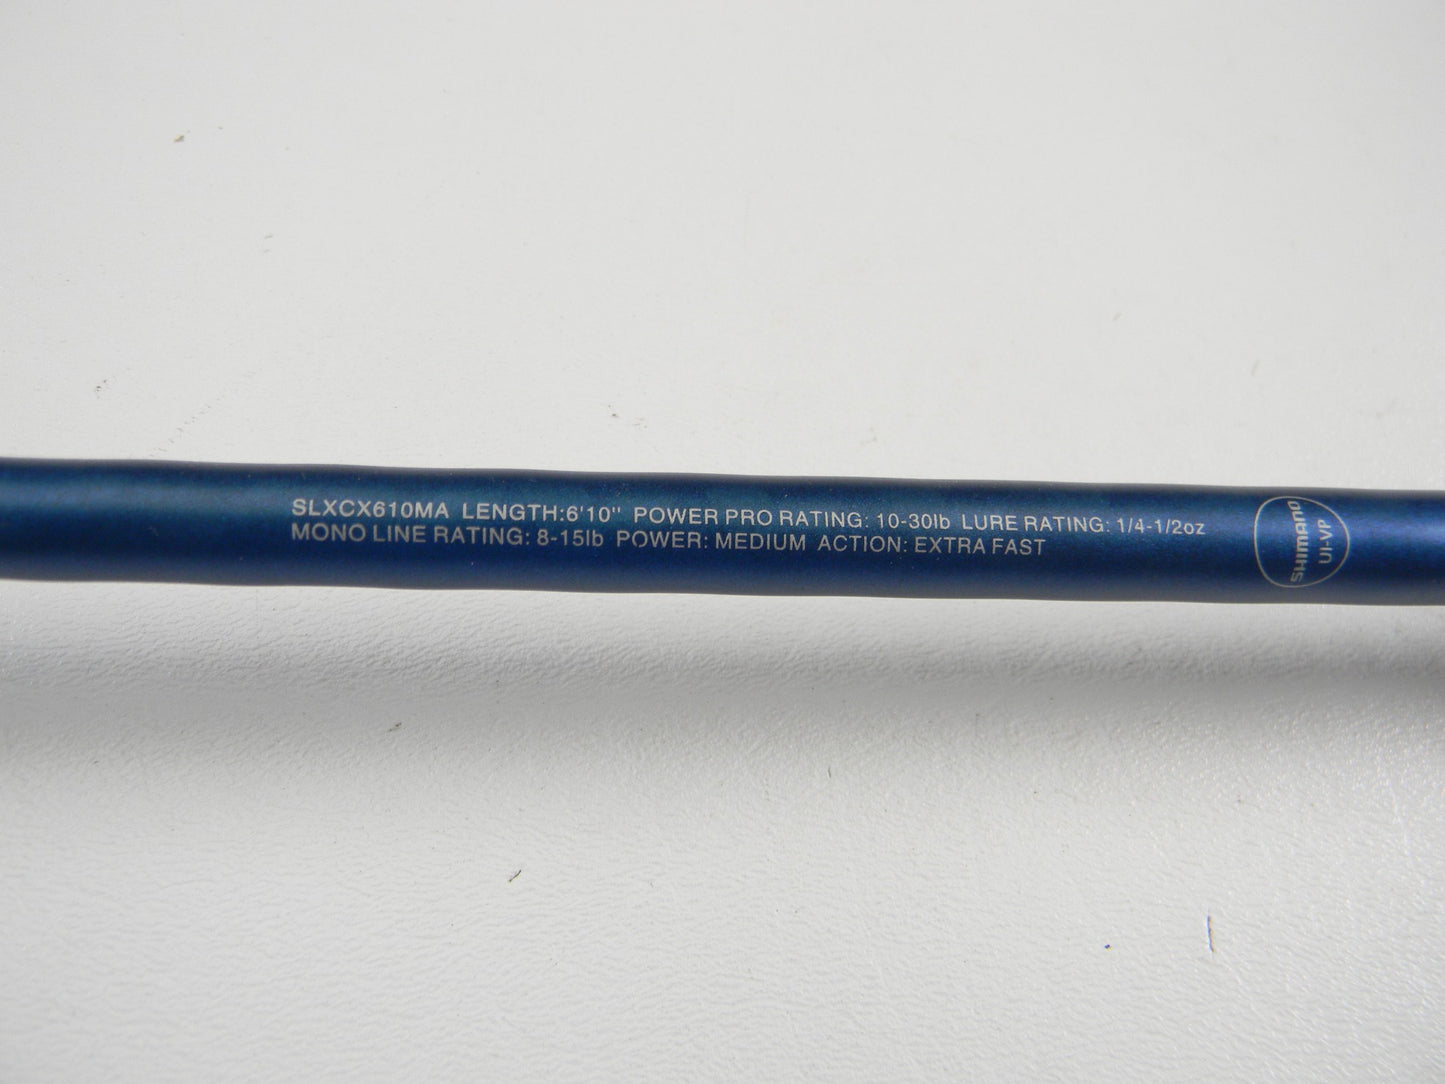 SLXCX610MA LENGTH:6'10" POWER PRO RATING: 10-30lb LURE RATING: 1/4-1/2oz
MONO LINE RATING: 8-15lb POWER: MEDIUM ACTION: EXTRA FAST
SHIMANO
UI-VP